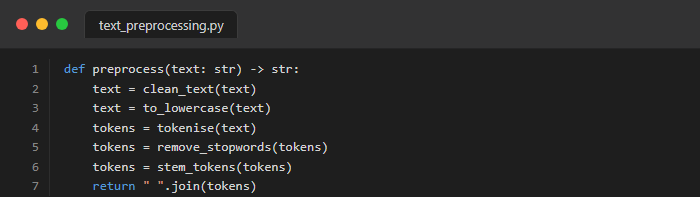 text_preprocessing.py
1 def preprocess(text: str) -> str:
2     text = clean_text(text)
3     text = to_lowercase(text)
4     tokens = tokenise(text)
5     tokens = remove_stopwords(tokens)
6     tokens = stem_tokens(tokens)
7     return " ".join(tokens)